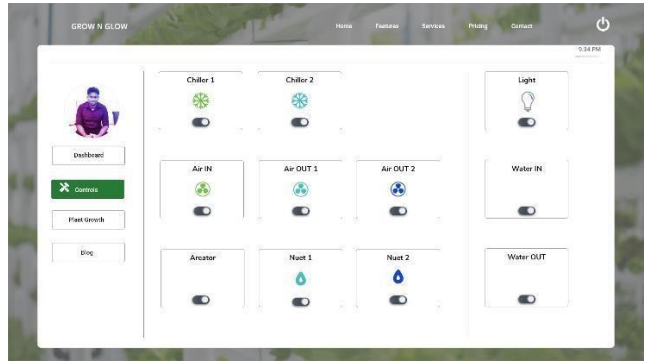 GROW N GLOW
Home Features Services Pricing Contact
9:34 PM
Chiller 1 Chiller 2 Light
Dashboard
Air IN Air OUT 1 Air OUT 2 Water IN
Controls
Plant Growth
Blog
Areator Nuet 1 Nuet 2 Water OUT